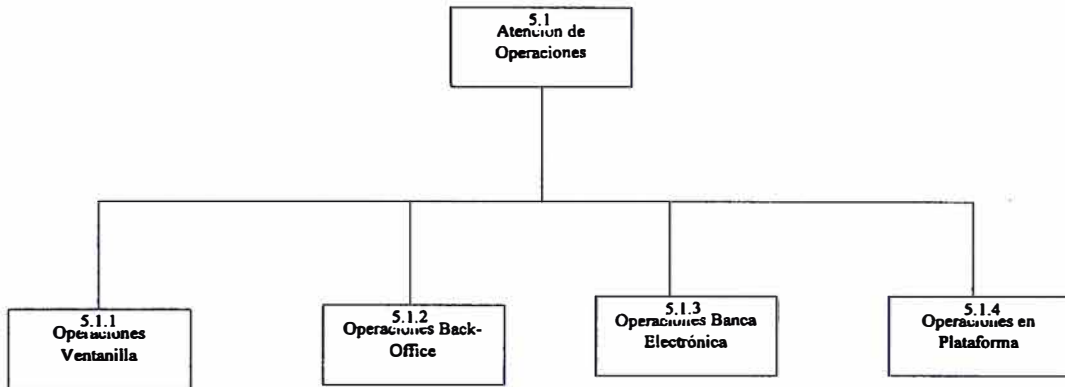 5.1
Atención de
Operaciones
5.1.1
Operaciones
Ventanilla
5.1.2
Operaciones Back-
Office
5.1.3
Operaciones Banca
Electrónica
5.1.4
Operaciones en
Plataforma